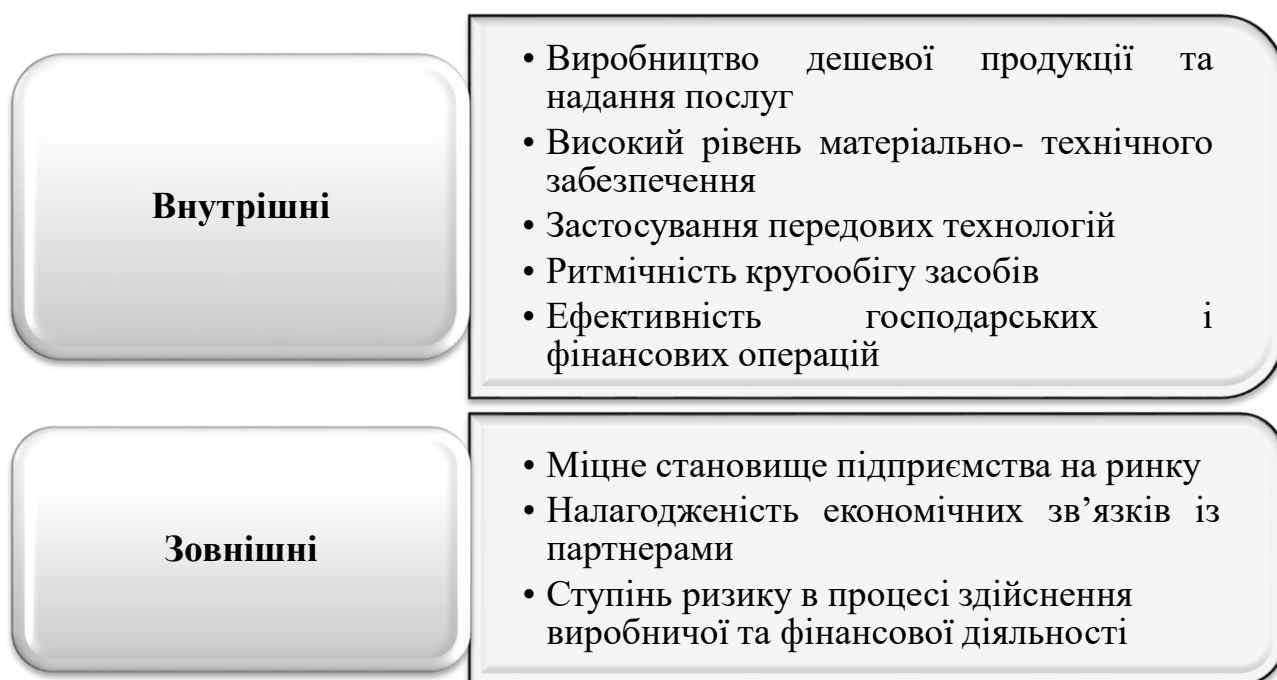 Внутрішні
• Виробництво дешевої продукції та
надання послуг
• Високий рівень матеріально- технічного
забезпечення
• Застосування передових технологій
• Ритмічність кругообігу засобів
• Ефективність господарських і
фінансових операцій
Зовнішні
• Міцне становище підприємства на ринку
• Налагодженість економічних зв’язків із
партнерами
• Ступінь ризику в процесі здійснення
виробничої та фінансової діяльності